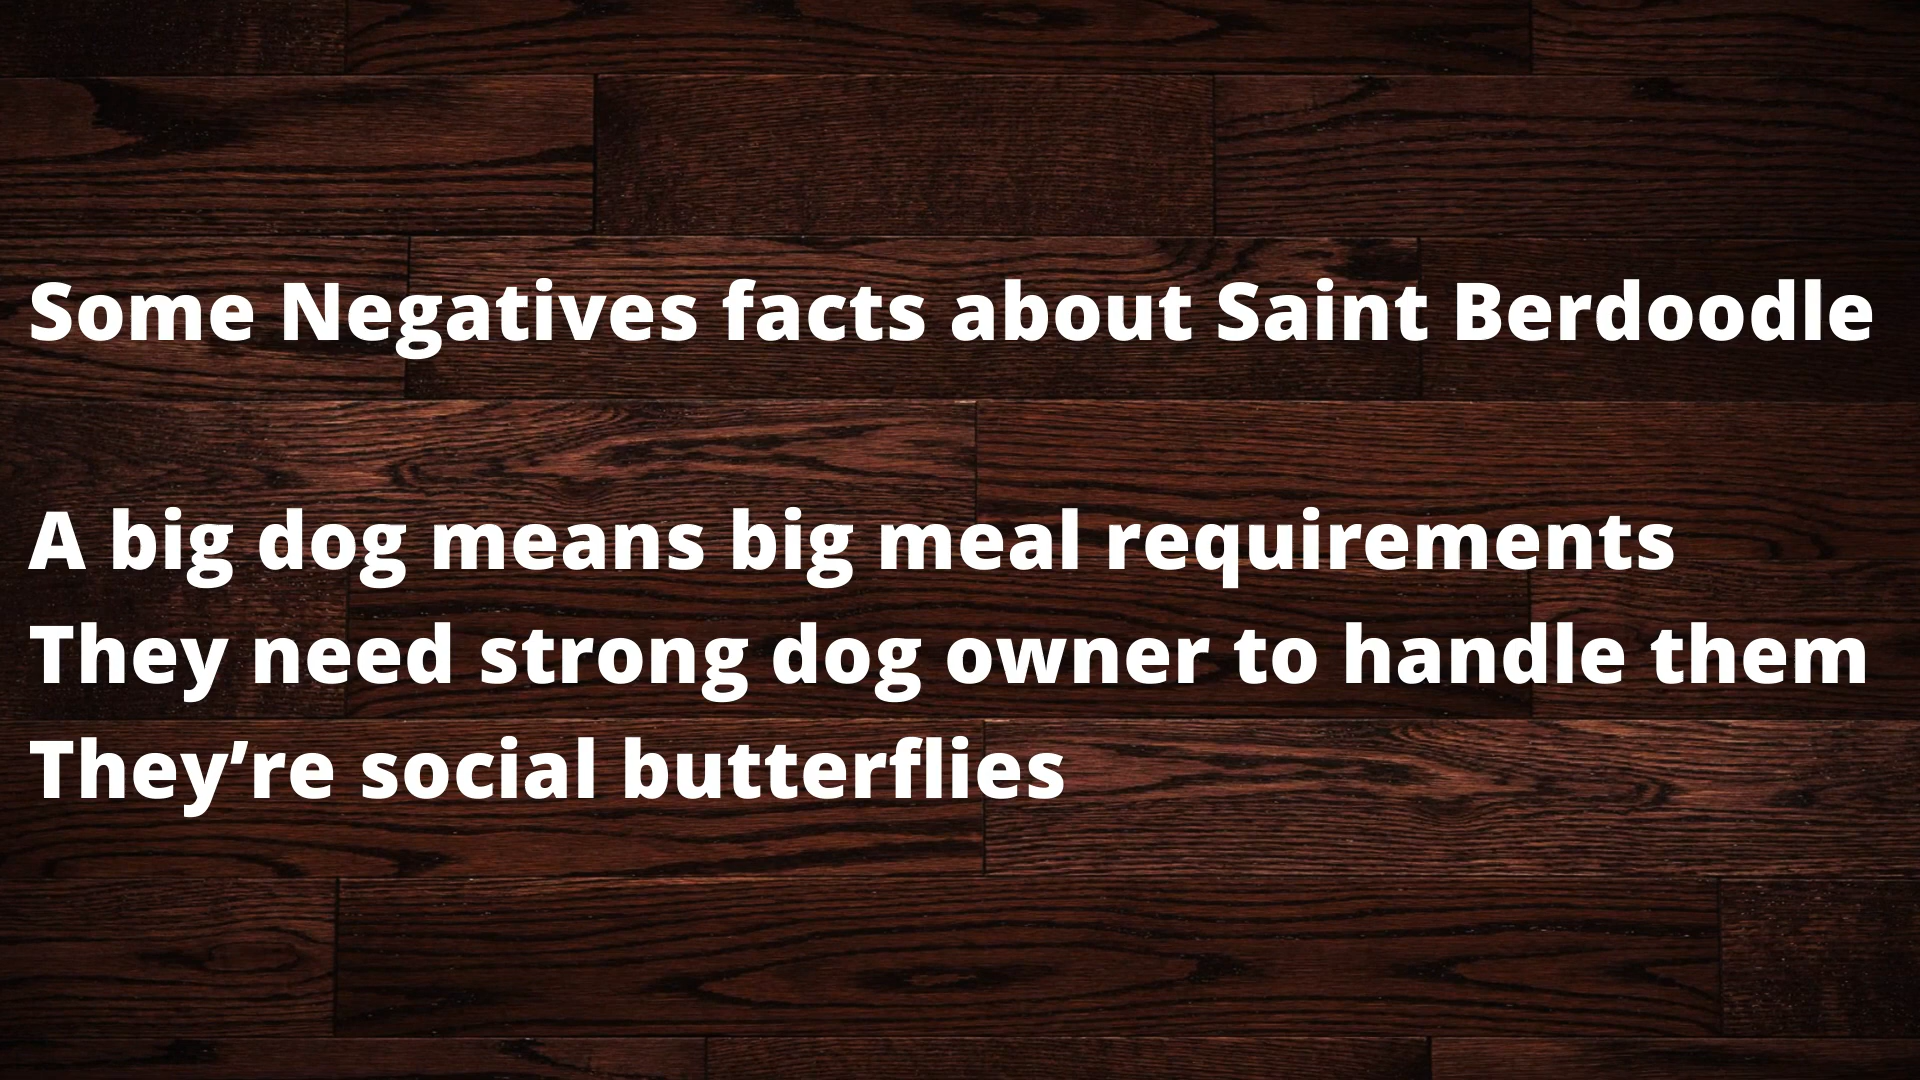 Some Negatives facts about Saint Berdoodle
A big dog means big meal requirements
They need strong dog owner to handle them
They’re social butterflies